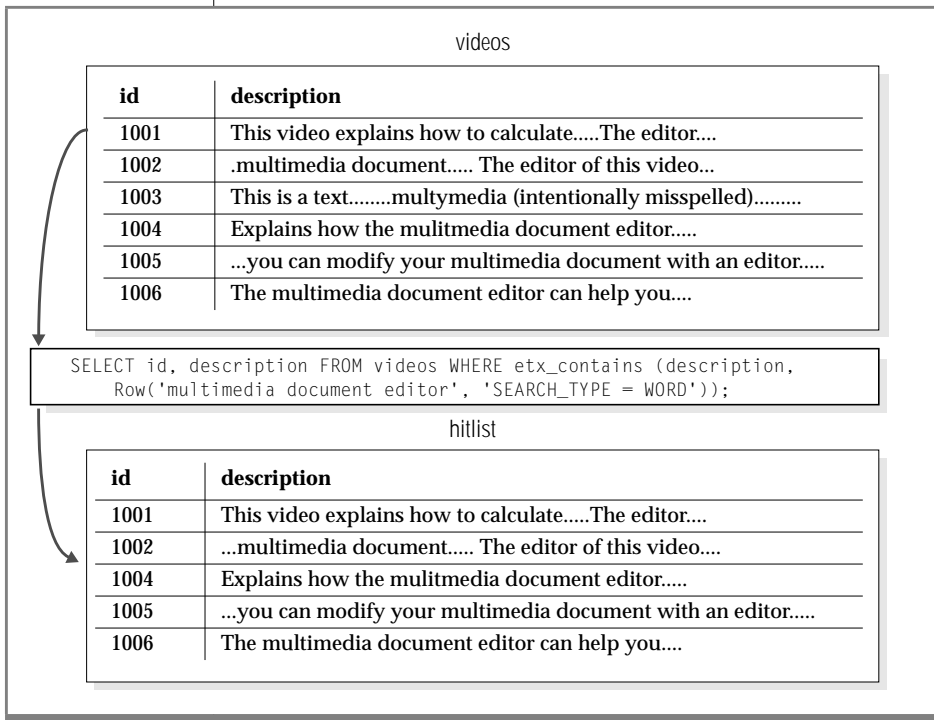 videos
id description
1001 This video explains how to calculate.....The editor....
1002 .multimedia document..... The editor of this video...
1003 This is a text........multymedia (intentionally misspelled).........
1004 Explains how the mulitmedia document editor.....
1005 ...you can modify your multimedia document with an editor.....
1006 The multimedia document editor can help you....
SELECT id, description FROM videos WHERE etx_contains (description,
Row('multimedia document editor', 'SEARCH_TYPE = WORD'));
hitlist
id description
1001 This video explains how to calculate.....The editor....
1002 ...multimedia document..... The editor of this video....
1004 Explains how the mulitmedia document editor.....
1005 ...you can modify your multimedia document with an editor.....
1006 The multimedia document editor can help you....